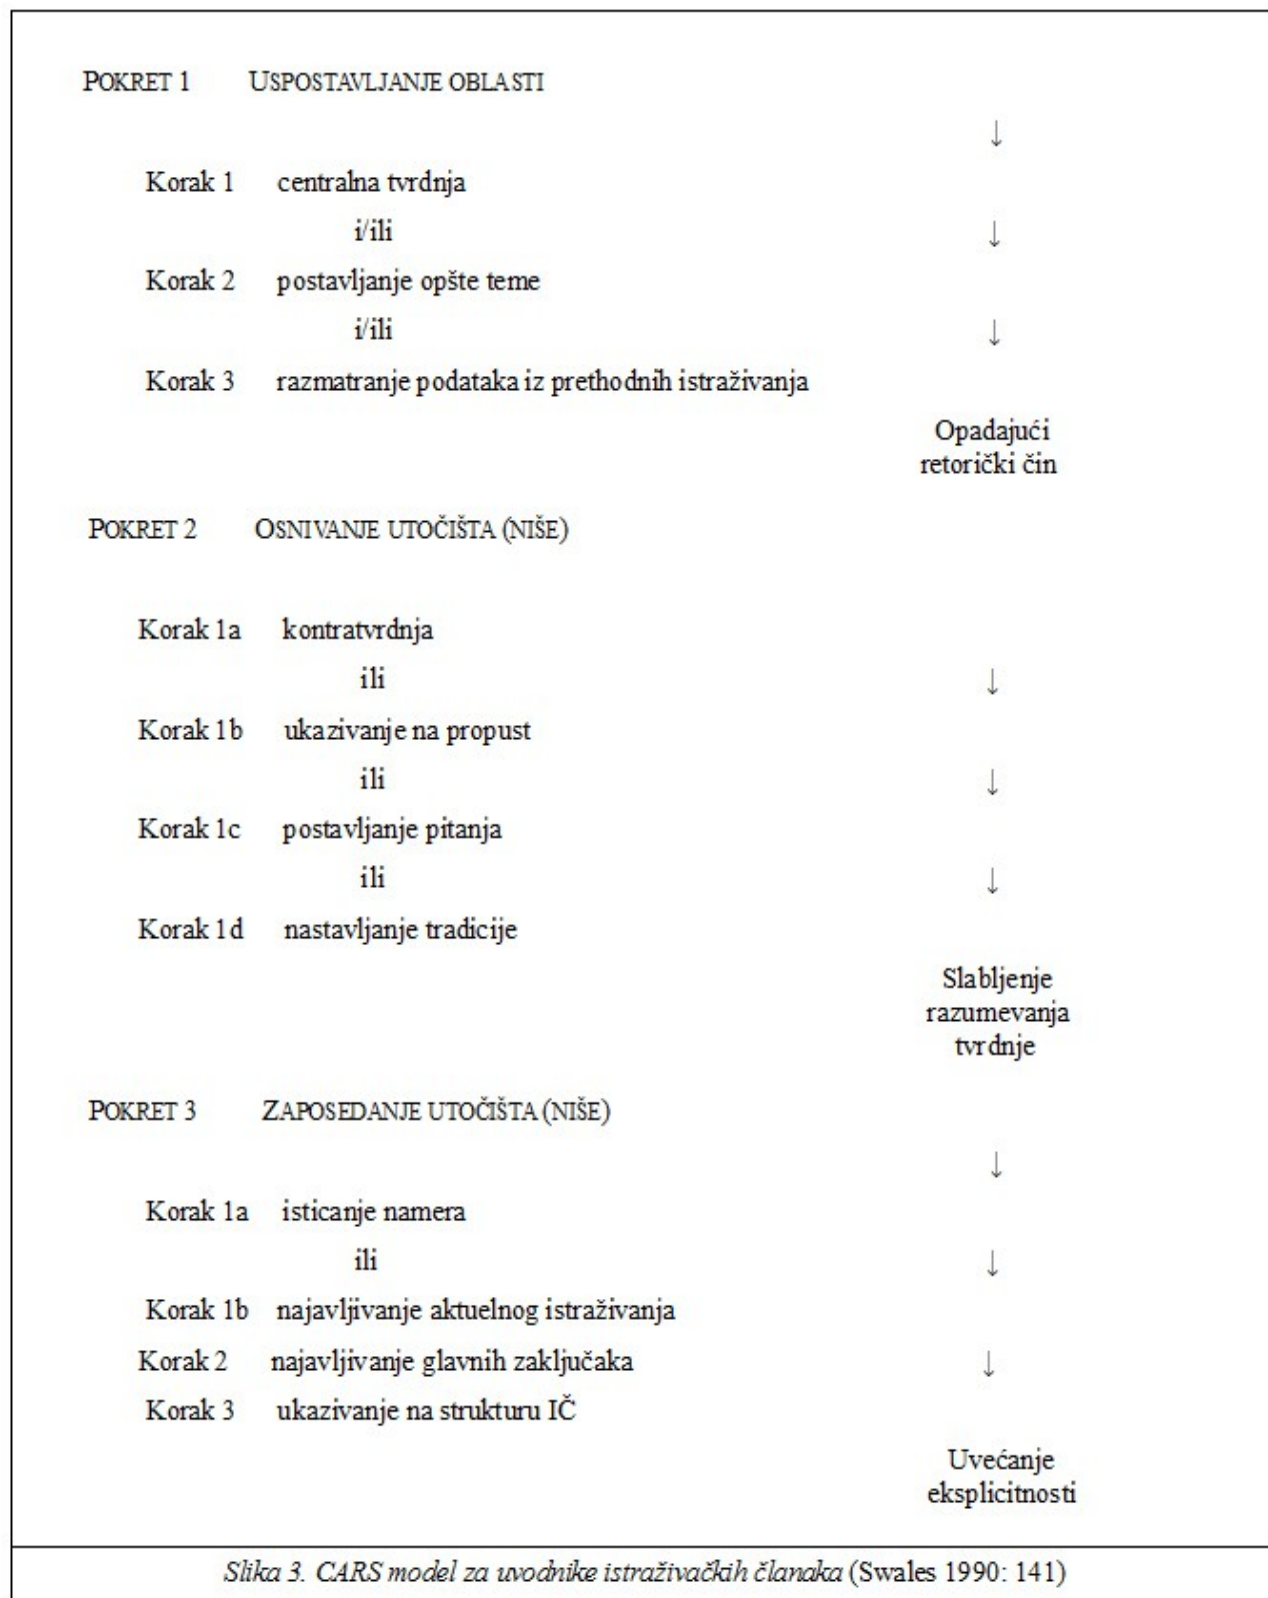 POKRET 1 USPOSTAVLJANJE OBLASTI
↓
Korak 1 centralna tvrdnja
i/ili ↓
Korak 2 postavljanje opšte teme
i/ili ↓
Korak 3 razmatranje podataka iz prethodnih istraživanja
Opadajući
retorički čin
POKRET 2 OSNIVANJE UTOČIŠTA (NIŠE)
Korak 1a kontratvrdnja
ili ↓
Korak 1b ukazivanje na propust
ili ↓
Korak 1c postavljanje pitanja
ili ↓
Korak 1d nastavljanje tradicije
Slabljenje
razumevanja
tvrdnje
POKRET 3 ZAPOSEDANJE UTOČIŠTA (NIŠE)
↓
Korak 1a isticanje namera
ili ↓
Korak 1b najavljivanje aktuelnog istraživanja
Korak 2 najavljivanje glavnih zaključaka ↓
Korak 3 ukazivanje na strukturu IČ
Uvećanje
eksplicitnosti
Slika 3. CARS model za uvodnike istraživačkih članaka (Swales 1990: 141)